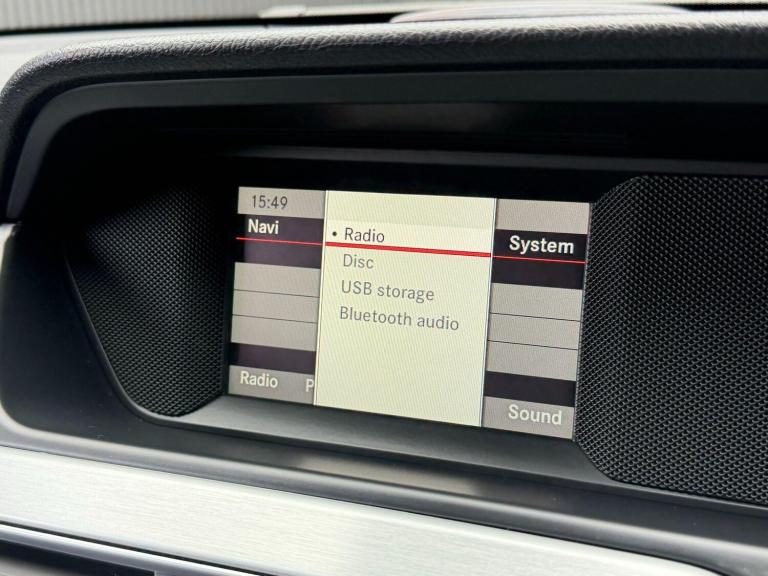 15:49
Navi
• Radio
System
Disc
USB storage
Bluetooth audio
Radio P
Sound